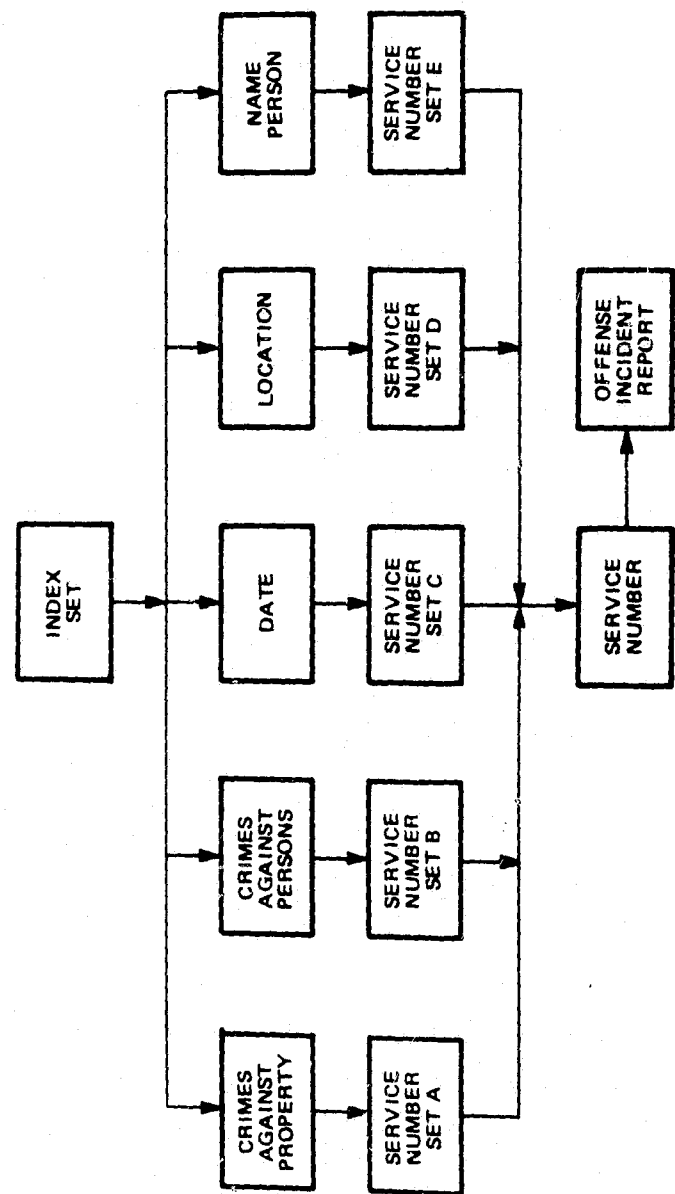 INDEX
SET
CRIMES
AGAINST
PROPERTY
CRIMES
AGAINST
PERSONS
DATE
LOCATION
NAME
PERSON
SERVICE
NUMBER
SET A
SERVICE
NUMBER
SET B
SERVICE
NUMBER
SET C
SERVICE
NUMBER
SET D
SERVICE
NUMBER
SET E
SERVICE
NUMBER
OFFENSE
INCIDENT
REPORT